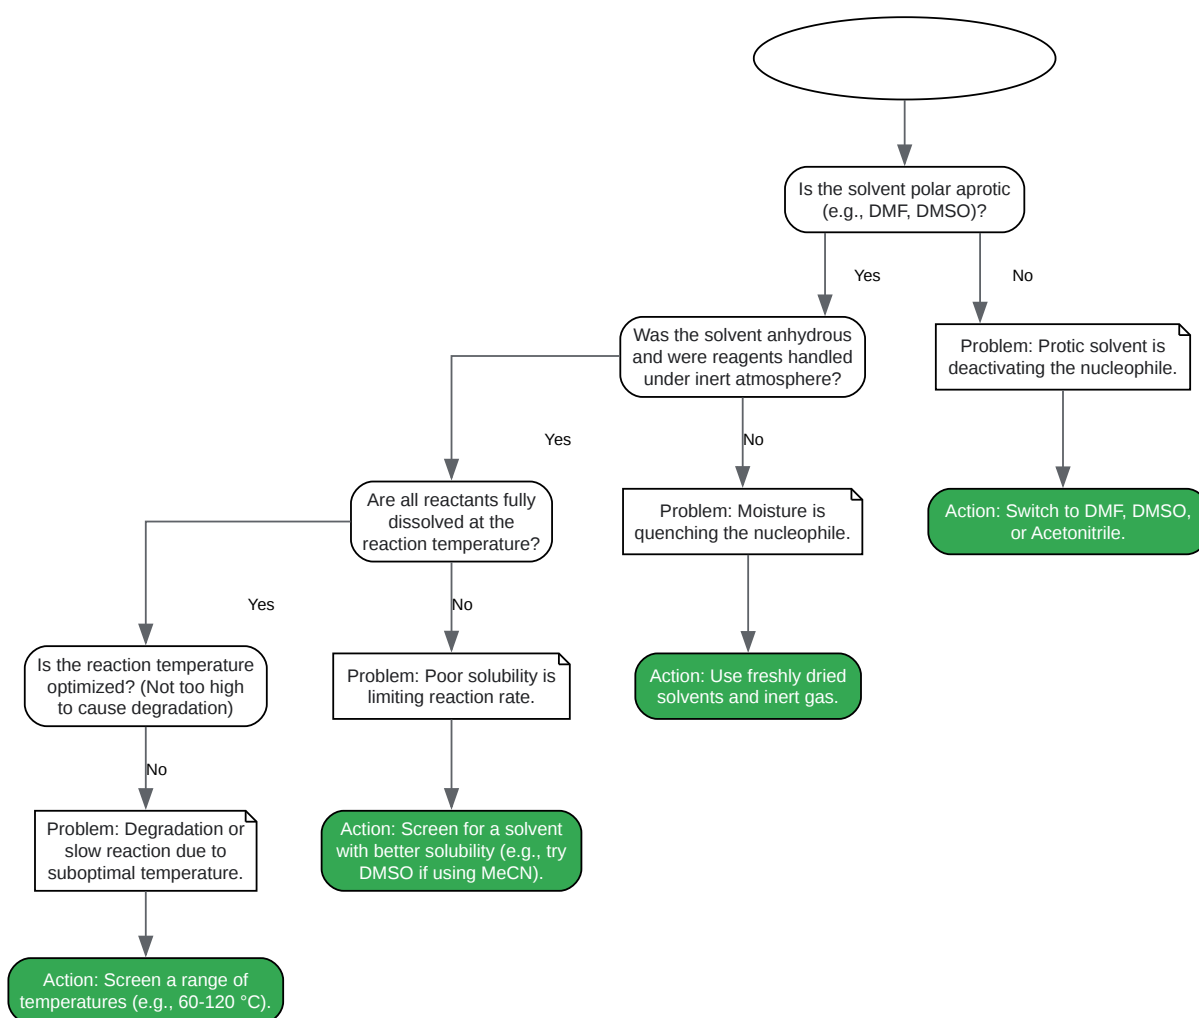 Is the solvent polar aprotic
(e.g., DMF, DMSO)?
Yes
No
Was the solvent anhydrous
and were reagents handled
under inert atmosphere?
Problem: Protic solvent is
deactivating the nucleophile.
Yes
No
Are all reactants fully
dissolved at the
reaction temperature?
Problem: Moisture is
quenching the nucleophile.
Action: Switch to DMF, DMSO,
or Acetonitrile.
Yes
No
Is the reaction temperature
optimized? (Not too high
to cause degradation)
Problem: Poor solubility is
limiting reaction rate.
Action: Use freshly dried
solvents and inert gas.
No
Problem: Degradation or
slow reaction due to
suboptimal temperature.
Action: Screen for a solvent
with better solubility (e.g., try
DMSO if using MeCN).
Action: Screen a range of
temperatures (e.g., 60-120 °C).